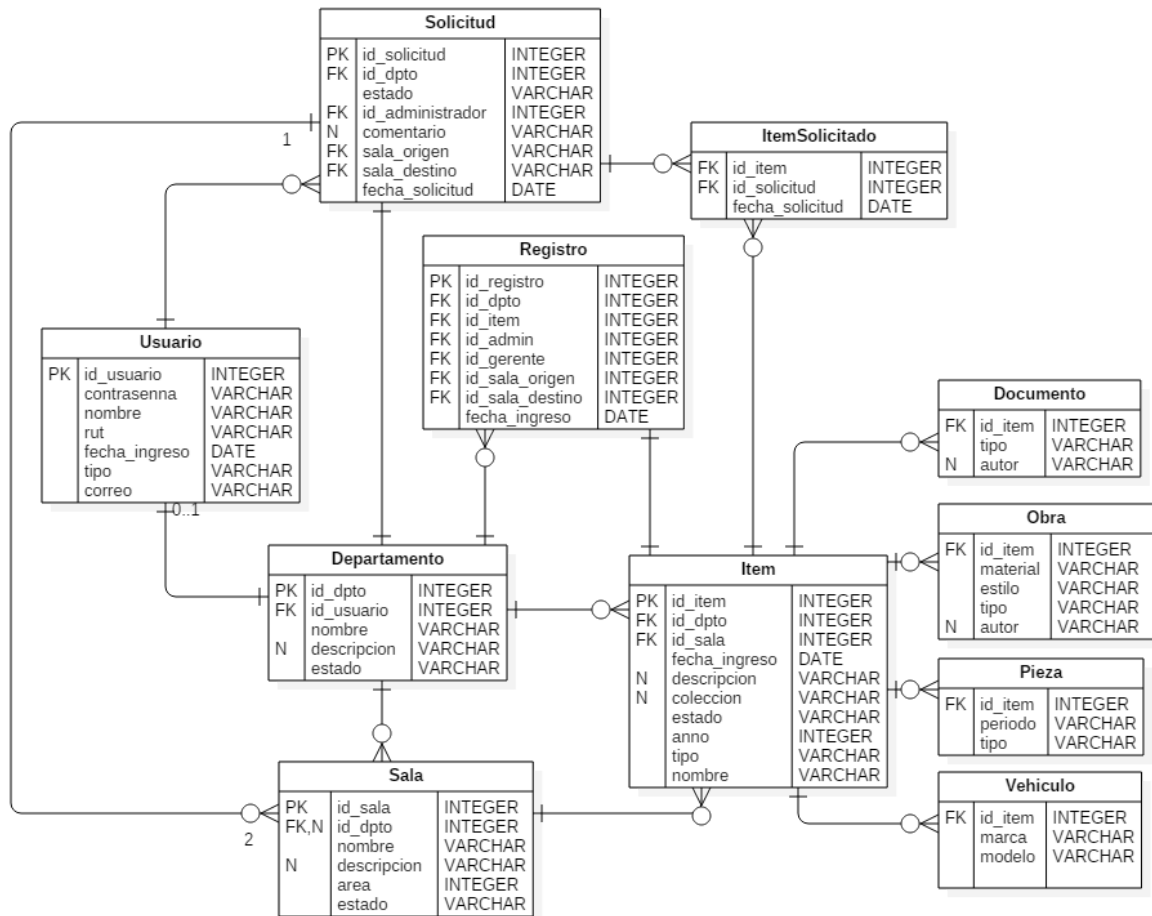 Solicitud
PK id_solicitud INTEGER
FK id_dpto INTEGER
estado VARCHAR
FK id_administrador INTEGER
N comentario VARCHAR
FK sala_origen VARCHAR
FK sala_destino VARCHAR
fecha_solicitud DATE
1
ItemSolicitado
FK id_item INTEGER
FK id_solicitud INTEGER
fecha_solicitud DATE
Registro
PK id_registro INTEGER
FK id_dpto INTEGER
FK id_item INTEGER
FK id_admin INTEGER
FK id_gerente INTEGER
FK id_sala_origen INTEGER
FK id_sala_destino INTEGER
fecha_ingreso DATE
Usuario
PK id_usuario INTEGER
contrasenna VARCHAR
nombre VARCHAR
rut VARCHAR
fecha_ingreso DATE
tipo VARCHAR
correo VARCHAR
0..1
Documento
FK id_item INTEGER
tipo VARCHAR
N autor VARCHAR
Obra
FK id_item INTEGER
material VARCHAR
estilo VARCHAR
tipo VARCHAR
N autor VARCHAR
Departamento
PK id_dpto INTEGER
FK id_usuario INTEGER
nombre VARCHAR
N descripcion VARCHAR
estado VARCHAR
Item
PK id_item INTEGER
FK id_dpto INTEGER
FK id_sala INTEGER
fecha_ingreso DATE
N descripcion VARCHAR
N coleccion VARCHAR
estado VARCHAR
anno INTEGER
tipo VARCHAR
nombre VARCHAR
Pieza
FK id_item INTEGER
periodo VARCHAR
tipo VARCHAR
Sala
PK id_sala INTEGER
FK,N id_dpto INTEGER
nombre VARCHAR
N descripcion VARCHAR
area INTEGER
estado VARCHAR
2
Vehiculo
FK id_item INTEGER
marca VARCHAR
modelo VARCHAR